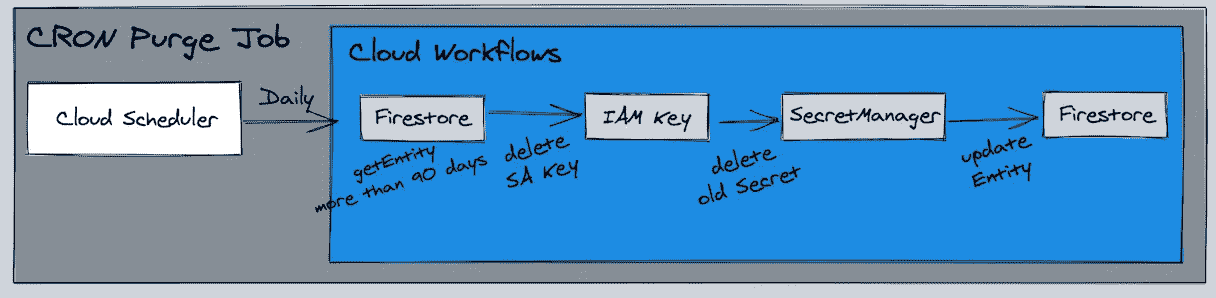 CRON Purge Job
Cloud Workflows
Cloud Scheduler
Daily
Firestore
getEntity
more than 90 days
delete
SA Key
IAM Key
delete
old Secret
SecretManager
update
Entity
Firestore